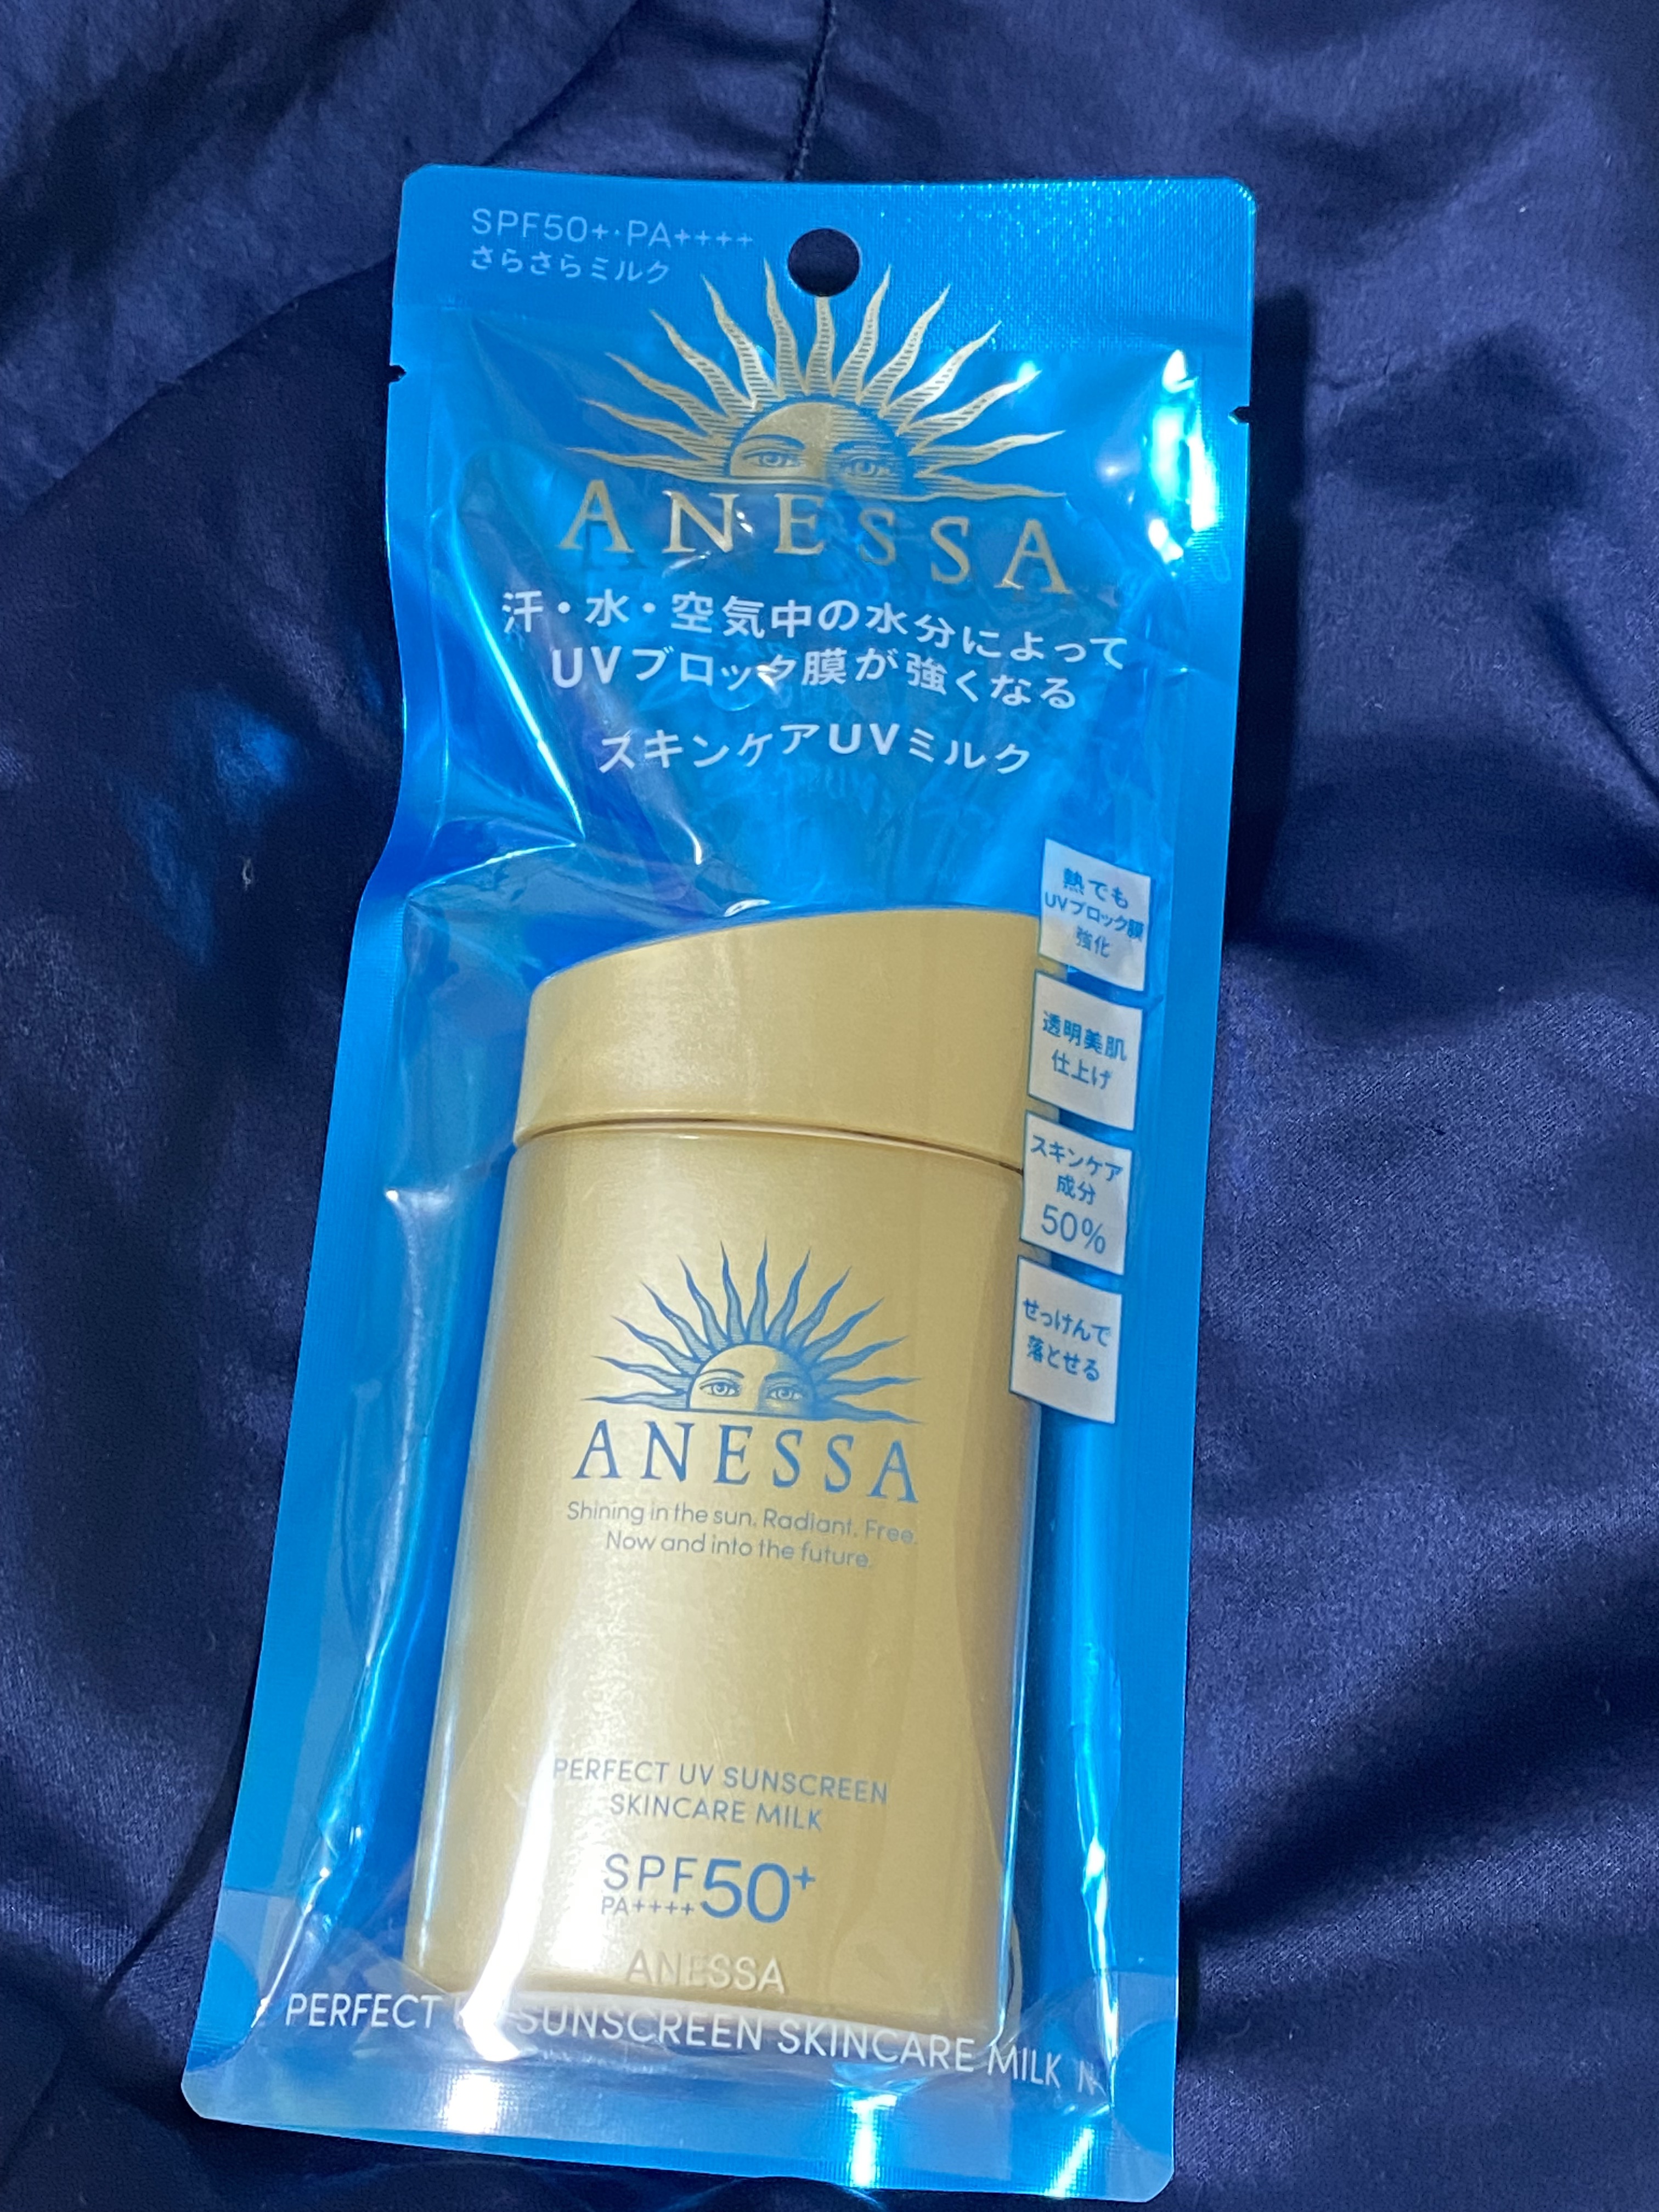 SPF50+・PA++++
さらさらミルク
ANESSA
汗・水・空気中の水分によって
UVブロック膜が強くなる
スキンケアUVミルク
熱でも
UVブロック膜
強化
透明美肌
仕上げ
スキンケア
成分
50%
せっけんで
落とせる
ANESSA
Shining in the sun. Radiant. Free.
Now and into the future.
PERFECT UV SUNSCREEN
SKINCARE MILK
SPF50+
PA++++
ANESSA
PERFECT SUNSCREEN SKINCARE MILK